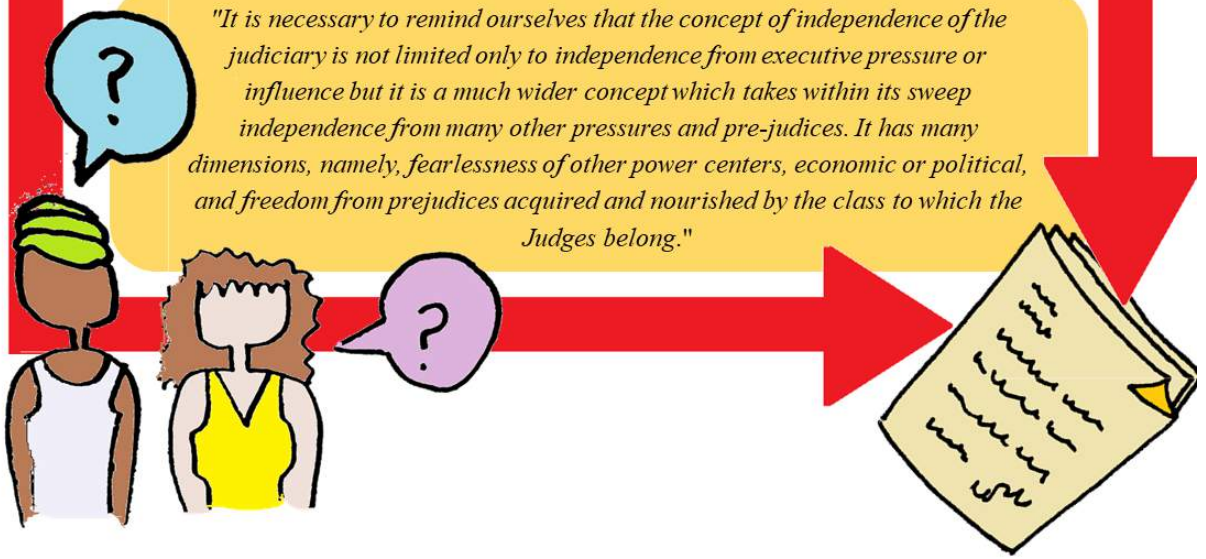 "It is necessary to remind ourselves that the concept of independence of the
judiciary is not limited only to independence from executive pressure or
influence but it is a much wider concept which takes within its sweep
independence from many other pressures and pre-judices. It has many
dimensions, namely, fearlessness of other power centers, economic or political,
and freedom from prejudices acquired and nourished by the class to which the
Judges belong."
?
?